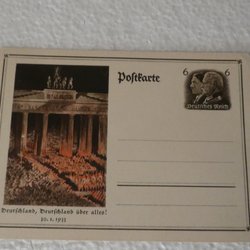 Postkarte
6 6
Deutsches Reich
Deutschland, Deutschland über alles!
30. 1. 1933